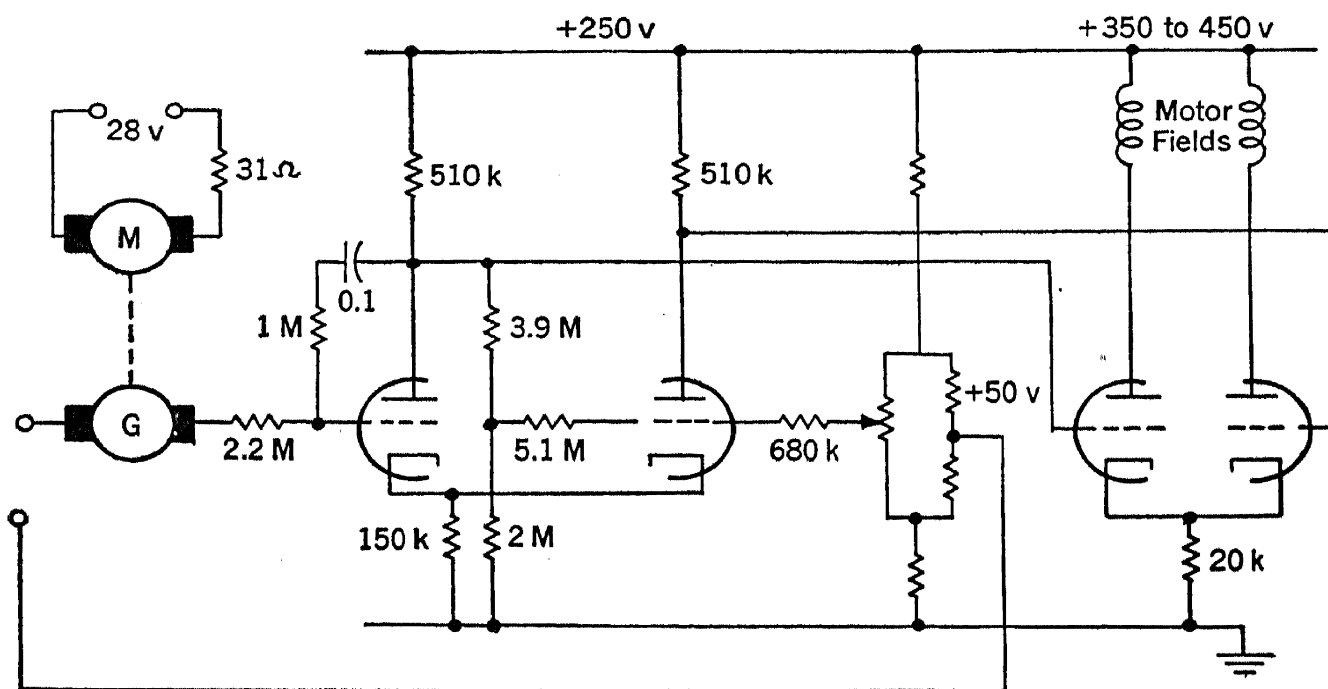 +250 v
+350 to 450 v
28 v
31 Ω
510 k
510 k
Motor
Fields
M
0.1
1 M
3.9 M
+50 v
G
2.2 M
5.1 M
680 k
150 k
2 M
20 k